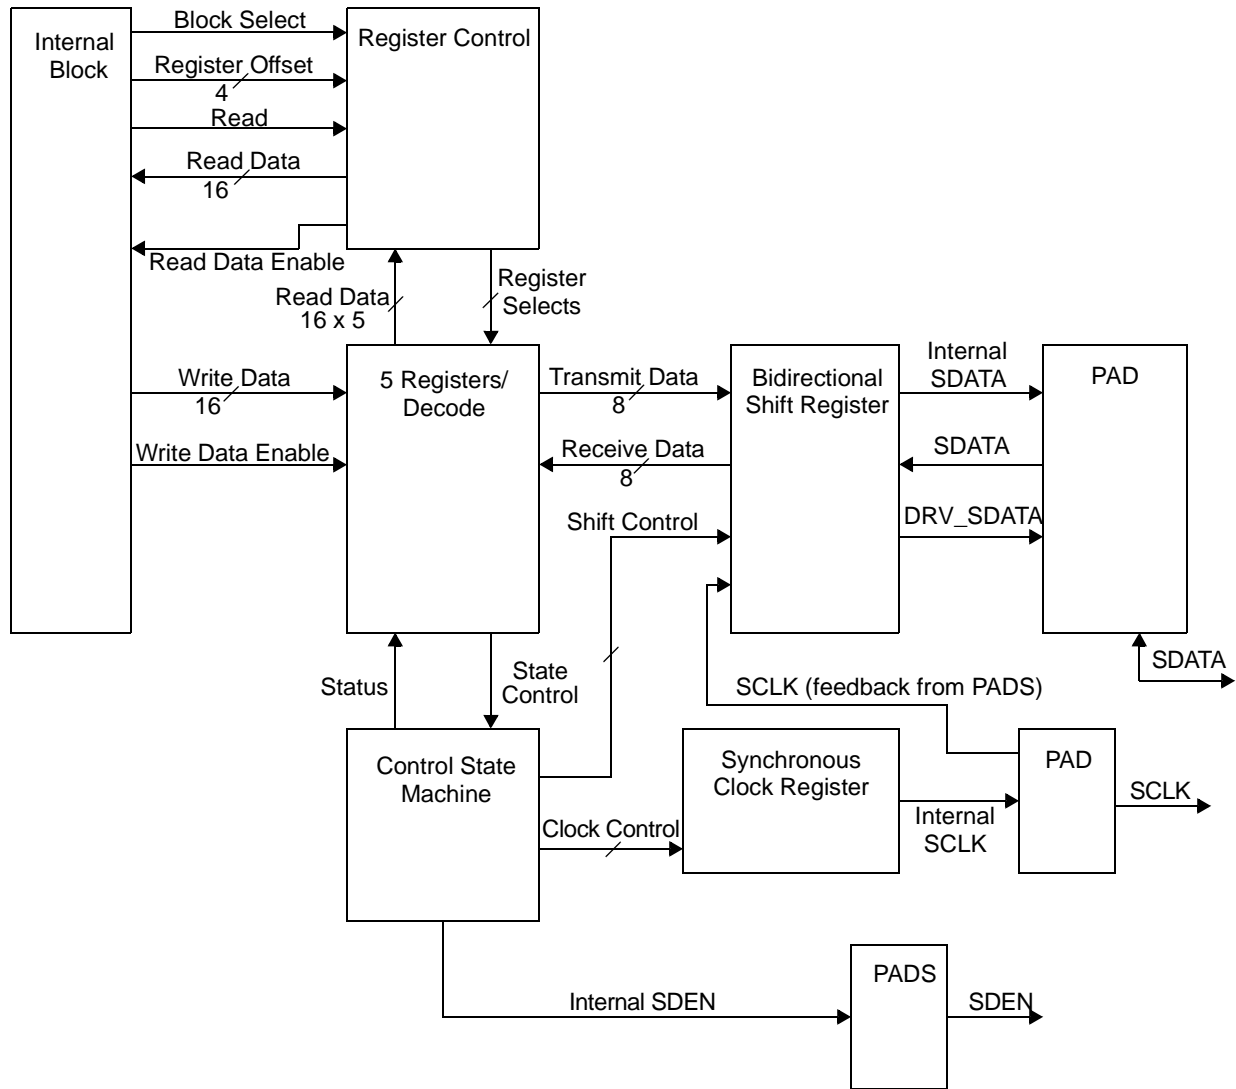 Internal
Block
Block Select
Register Offset
4
Read
Read Data
16
Read Data Enable
Register Control
Read Data
16 x 5
Register
Selects
Write Data
16
Write Data Enable
5 Registers/
Decode
Transmit Data
8
Receive Data
8
Shift Control
Bidirectional
Shift Register
Internal
SDATA
SDATA
DRV_SDATA
PAD
SDATA
Status
State
Control
SCLK (feedback from PADS)
Control State
Machine
Clock Control
Synchronous
Clock Register
Internal
SCLK
PAD
SCLK
Internal SDEN
PADS
SDEN